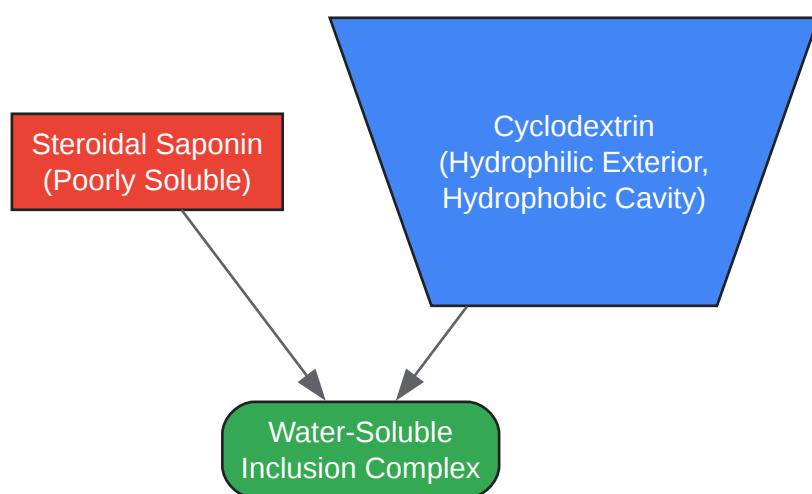 Steroidal Saponin
(Poorly Soluble)
Cyclodextrin
(Hydrophilic Exterior,
Hydrophobic Cavity)
Water-Soluble
Inclusion Complex